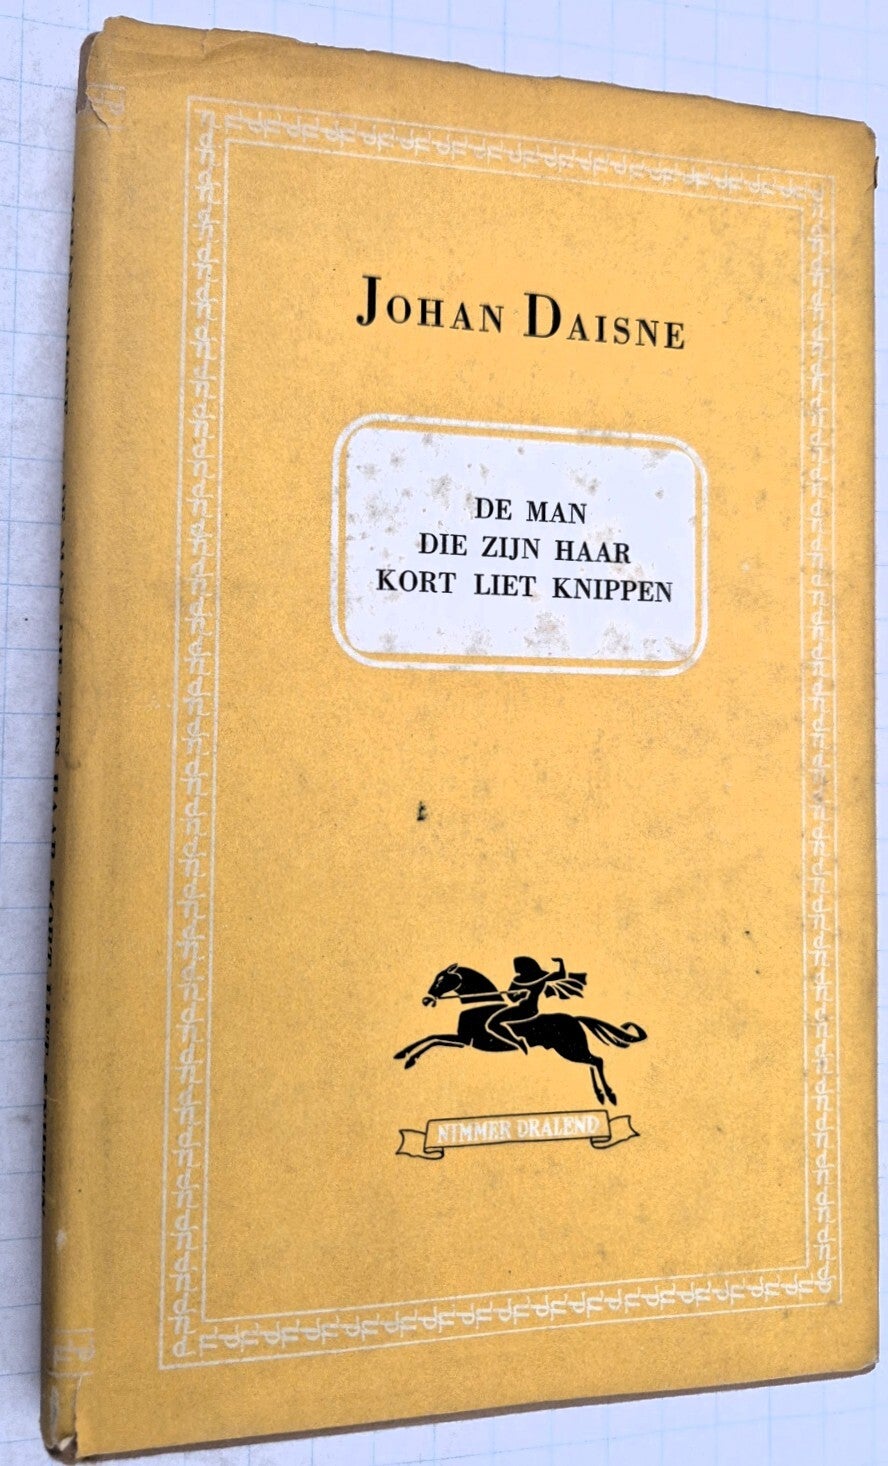 JOHAN DAISNE
DE MAN
DIE ZIJN HAAR
KORT LIET KNIPPEN
NIMMER DRALEND